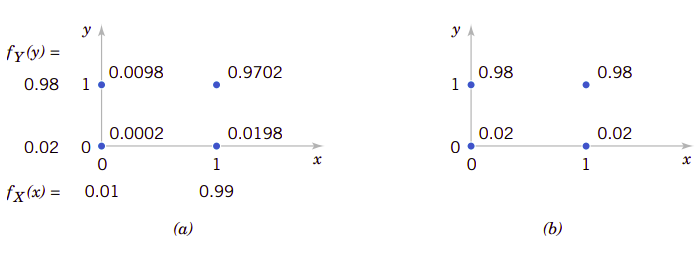 y
f_Y(y) =
0.98 1 0.0098 0.9702
0.02 0 0.0002 0.0198
0 1 x
f_X(x) = 0.01 0.99
(a)
y
1 0.98 0.98
0 0.02 0.02
0 1 x
(b)